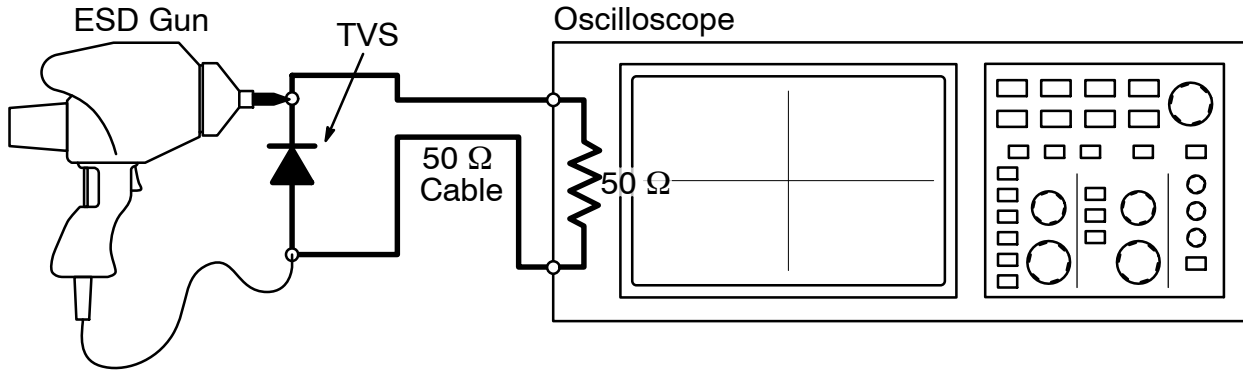 ESD Gun
TVS
Oscilloscope
50 Ω
Cable
50 Ω